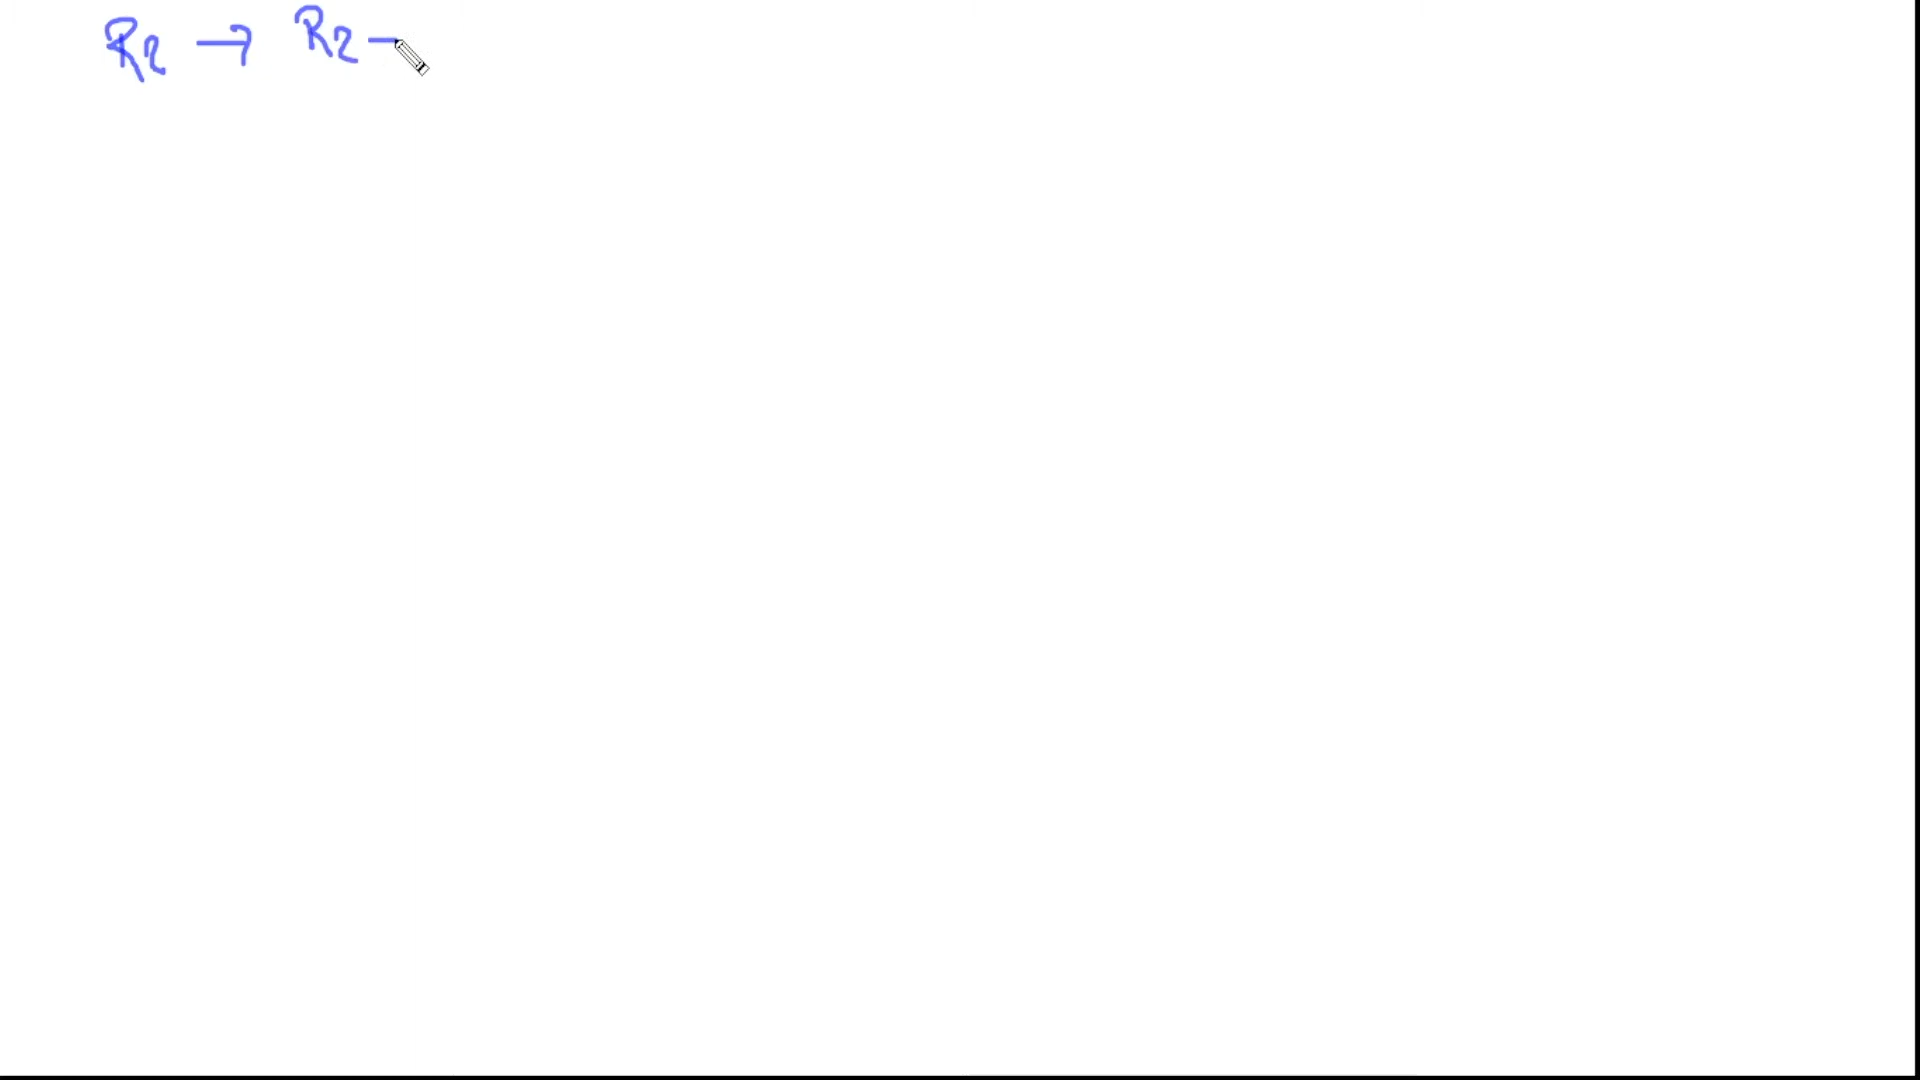 R₂ → R₂ -